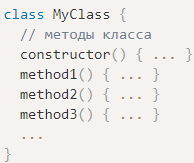 class MyClass {
  // методы класса
  constructor() { ... }
  method1() { ... }
  method2() { ... }
  method3() { ... }
  ...
}